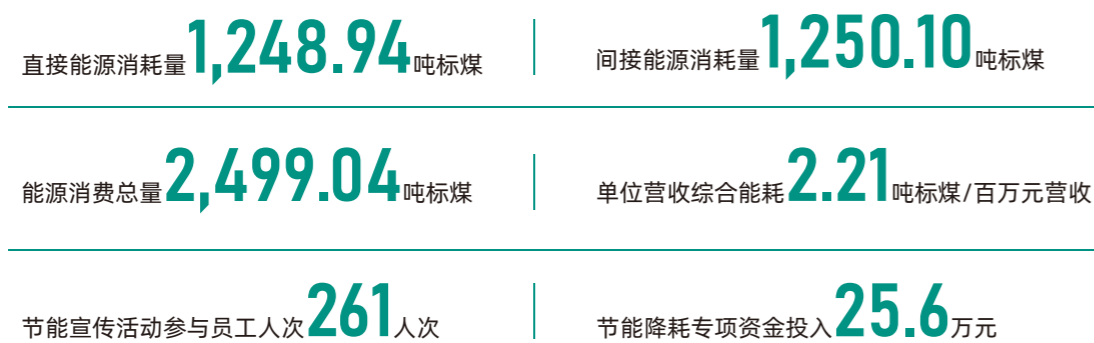 直接能源消耗量1,248.94吨标煤
间接能源消耗量1,250.10吨标煤
能源消费总量2,499.04吨标煤
单位营收综合能耗2.21吨标煤/百万元营收
节能宣传活动参与员工人次261人次
节能降耗专项资金投入25.6万元